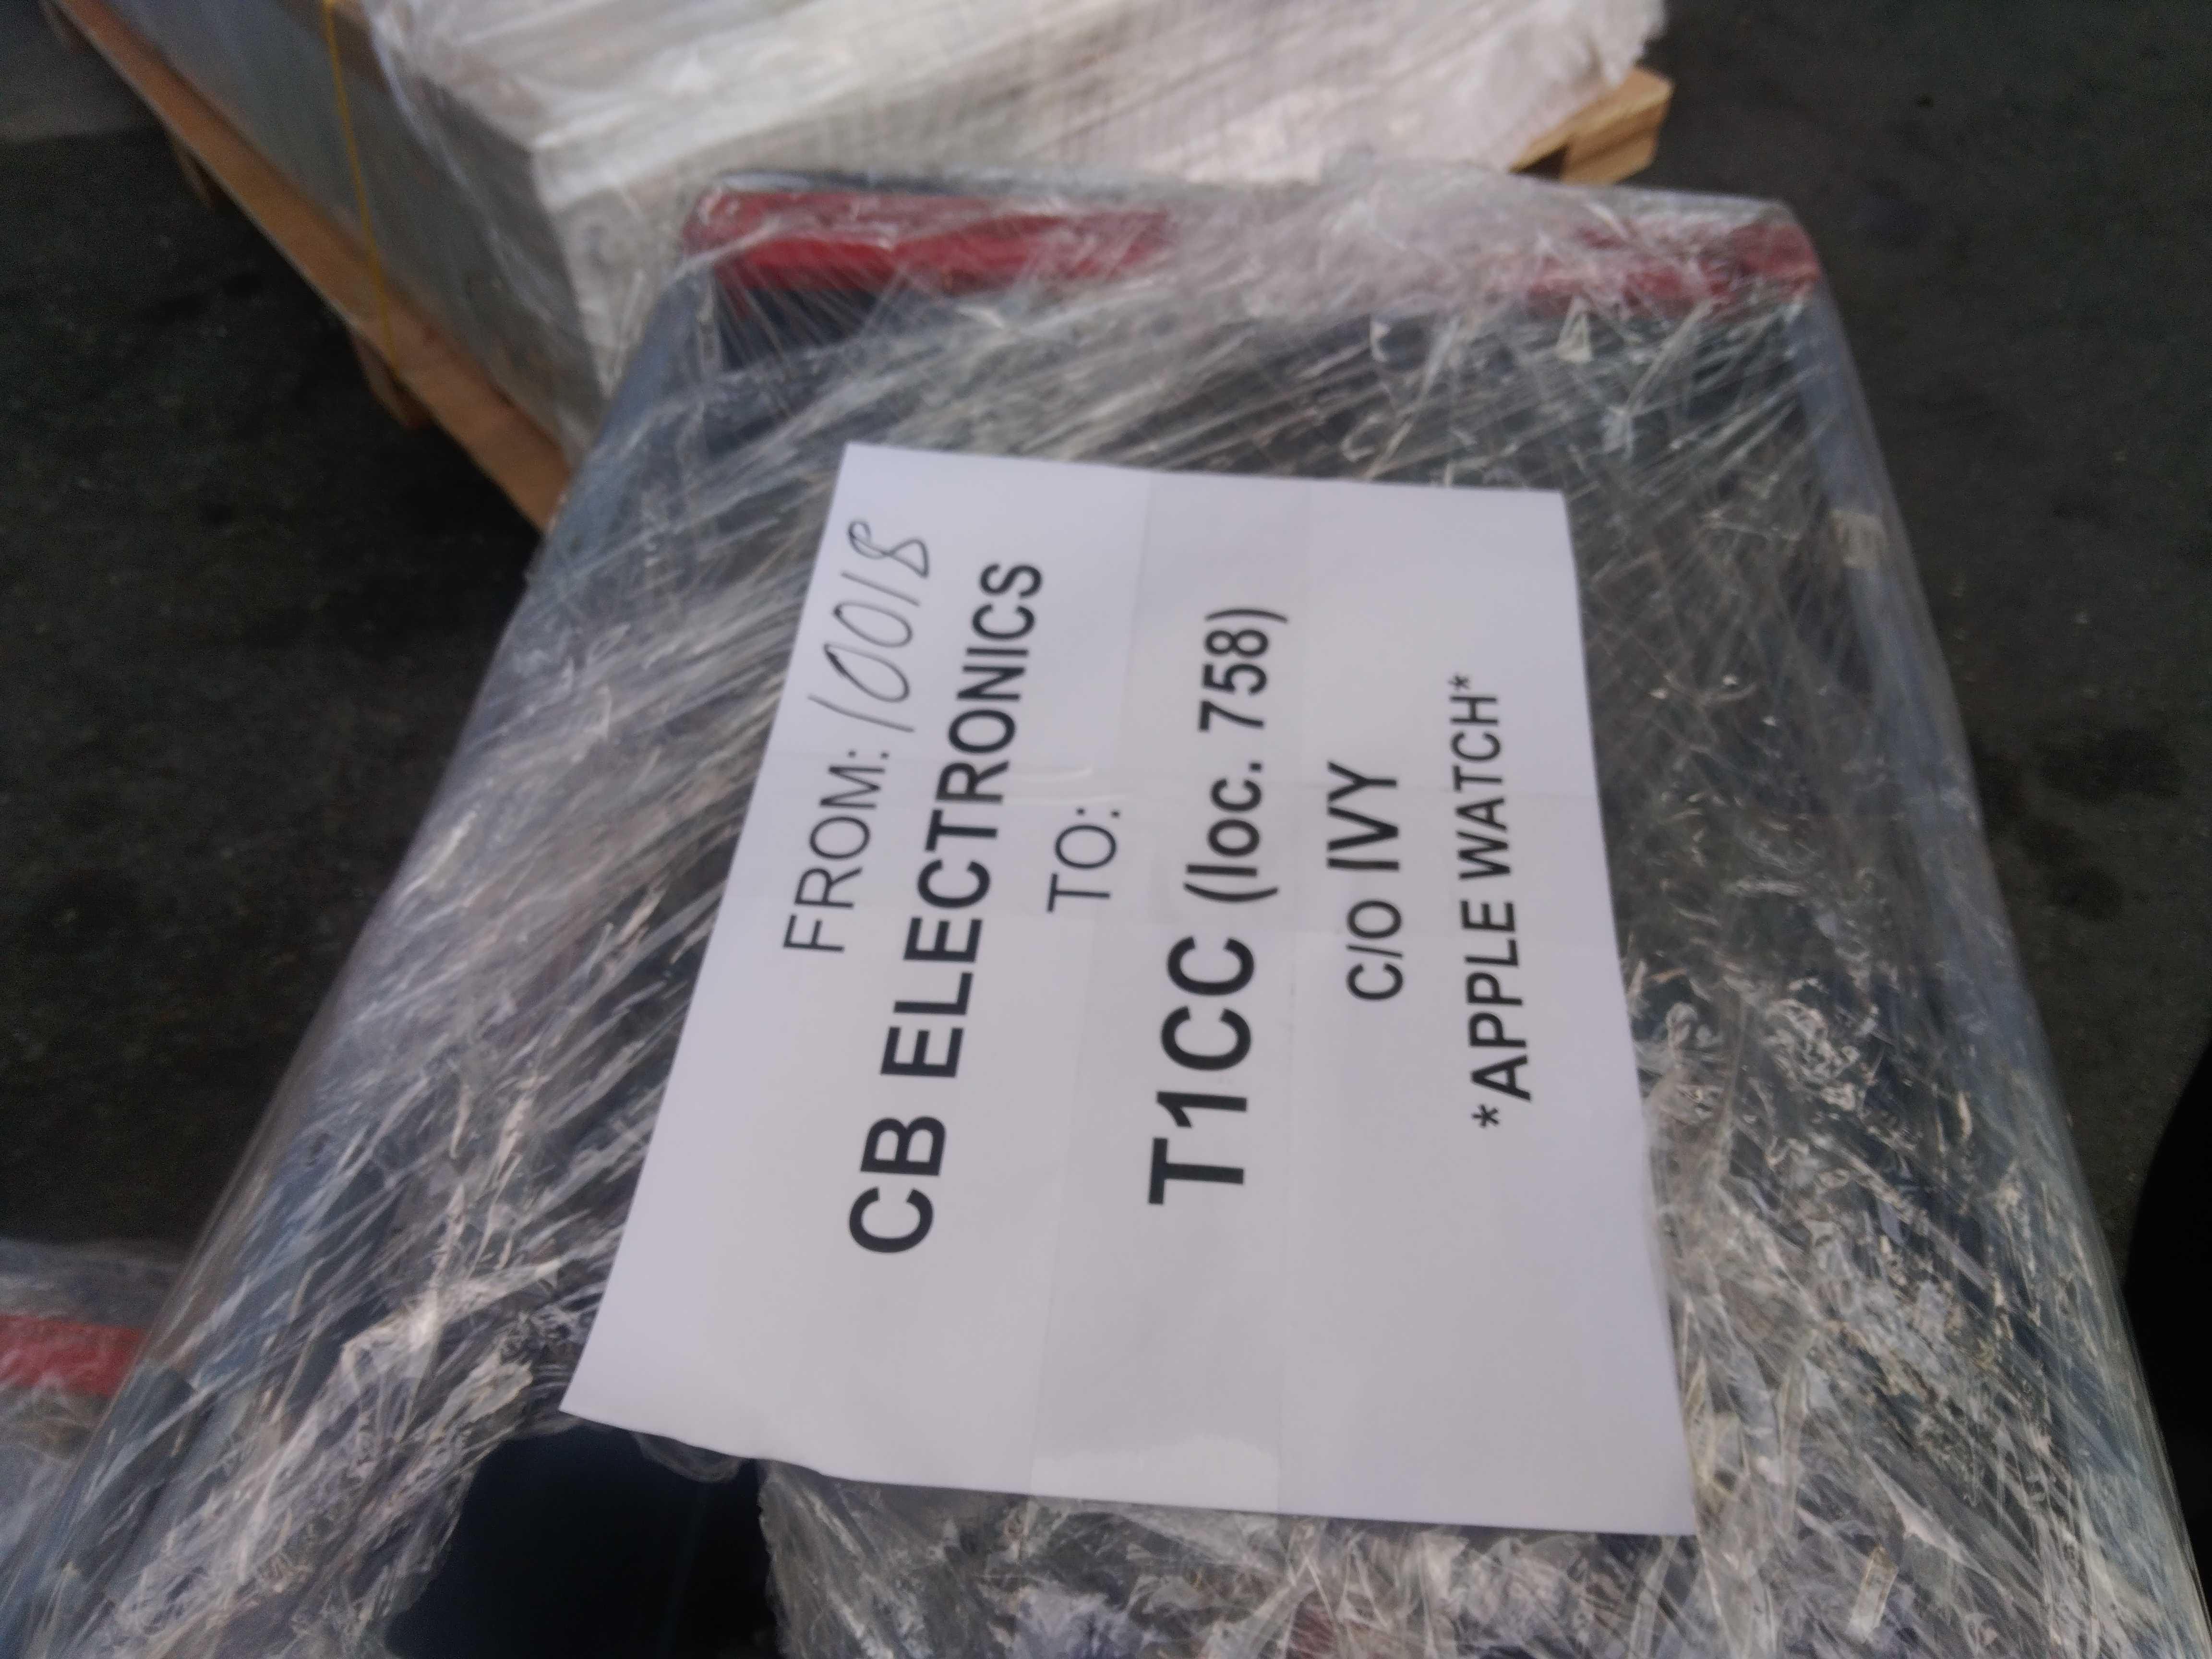 FROM: 10018
CB ELECTRONICS
TO:
T1CC (loc. 758)
C/O IVY
*APPLE WATCH*